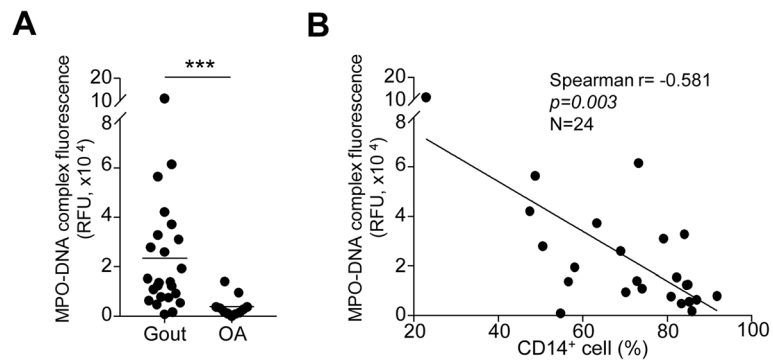 A
MPO-DNA complex fluorescence
(RFU, x10 4)
20
10
8
6
4
2
0
***
Gout
OA
B
MPO-DNA complex fluorescence
(RFU, x10 4)
20
10
8
6
4
2
0
Spearman r= -0.581
p=0.003
N=24
20
40
60
80
100
CD14+ cell (%)